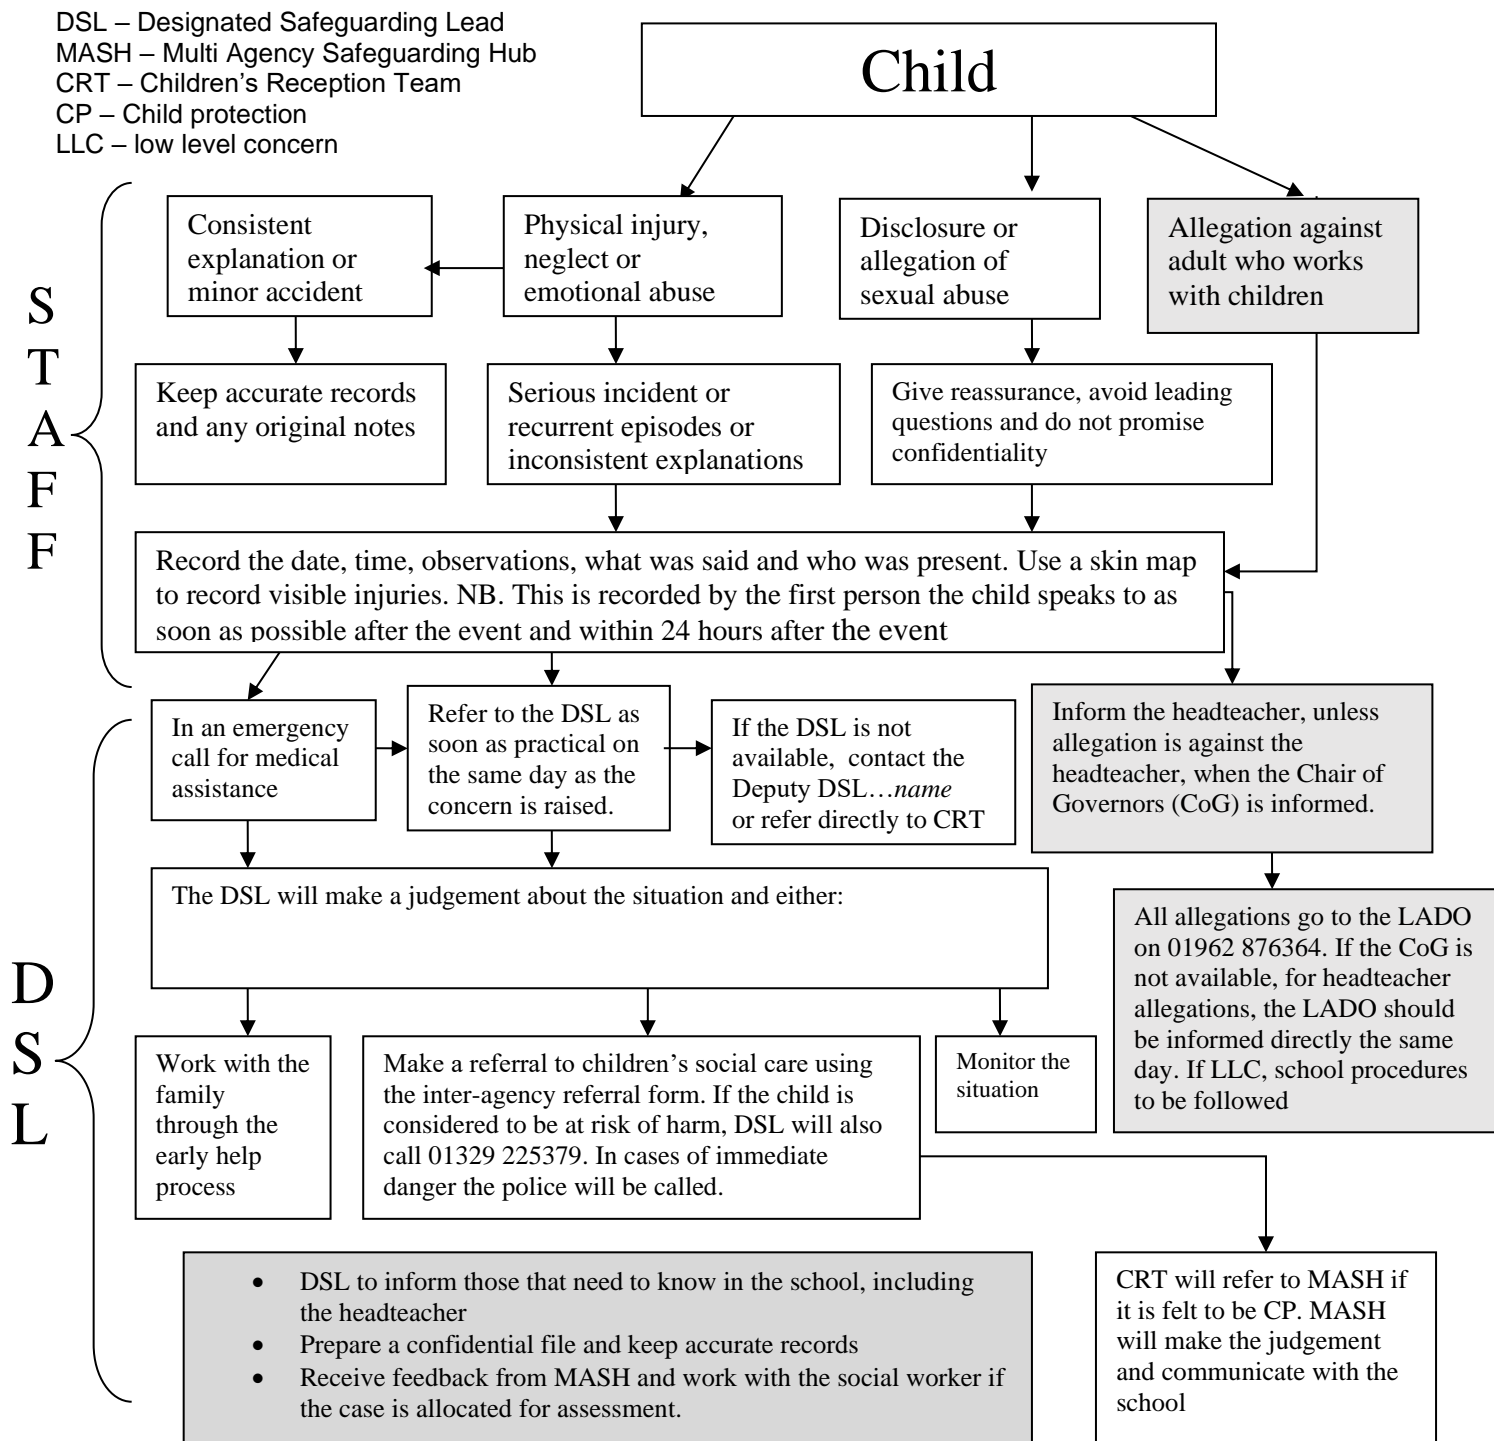 DSL – Designated Safeguarding Lead
MASH – Multi Agency Safeguarding Hub
CRT – Children’s Reception Team
CP – Child protection
LLC – low level concern
Child
S
T
A
F
F
Consistent
explanation or
minor accident
Physical injury,
neglect or
emotional abuse
Disclosure or
allegation of
sexual abuse
Allegation against
adult who works
with children
Keep accurate records
and any original notes
Serious incident or
recurrent episodes or
inconsistent explanations
Give reassurance, avoid leading
questions and do not promise
confidentiality
Record the date, time, observations, what was said and who was present. Use a skin map
to record visible injuries. NB. This is recorded by the first person the child speaks to as
soon as possible after the event and within 24 hours after the event
D
S
L
In an emergency
call for medical
assistance
Refer to the DSL as
soon as practical on
the same day as the
concern is raised.
If the DSL is not
available, contact the
Deputy DSL…name
or refer directly to CRT
Inform the headteacher, unless
allegation is against the
headteacher, when the Chair of
Governors (CoG) is informed.
The DSL will make a judgement about the situation and either:
All allegations go to the LADO
on 01962 876364. If the CoG is
not available, for headteacher
allegations, the LADO should
be informed directly the same
day. If LLC, school procedures
to be followed
Work with the
family
through the
early help
process
Make a referral to children’s social care using
the inter-agency referral form. If the child is
considered to be at risk of harm, DSL will also
call 01329 225379. In cases of immediate
danger the police will be called.
Monitor the
situation
• DSL to inform those that need to know in the school, including
the headteacher
• Prepare a confidential file and keep accurate records
• Receive feedback from MASH and work with the social worker if
the case is allocated for assessment.
CRT will refer to MASH if
it is felt to be CP. MASH
will make the judgement
and communicate with the
school